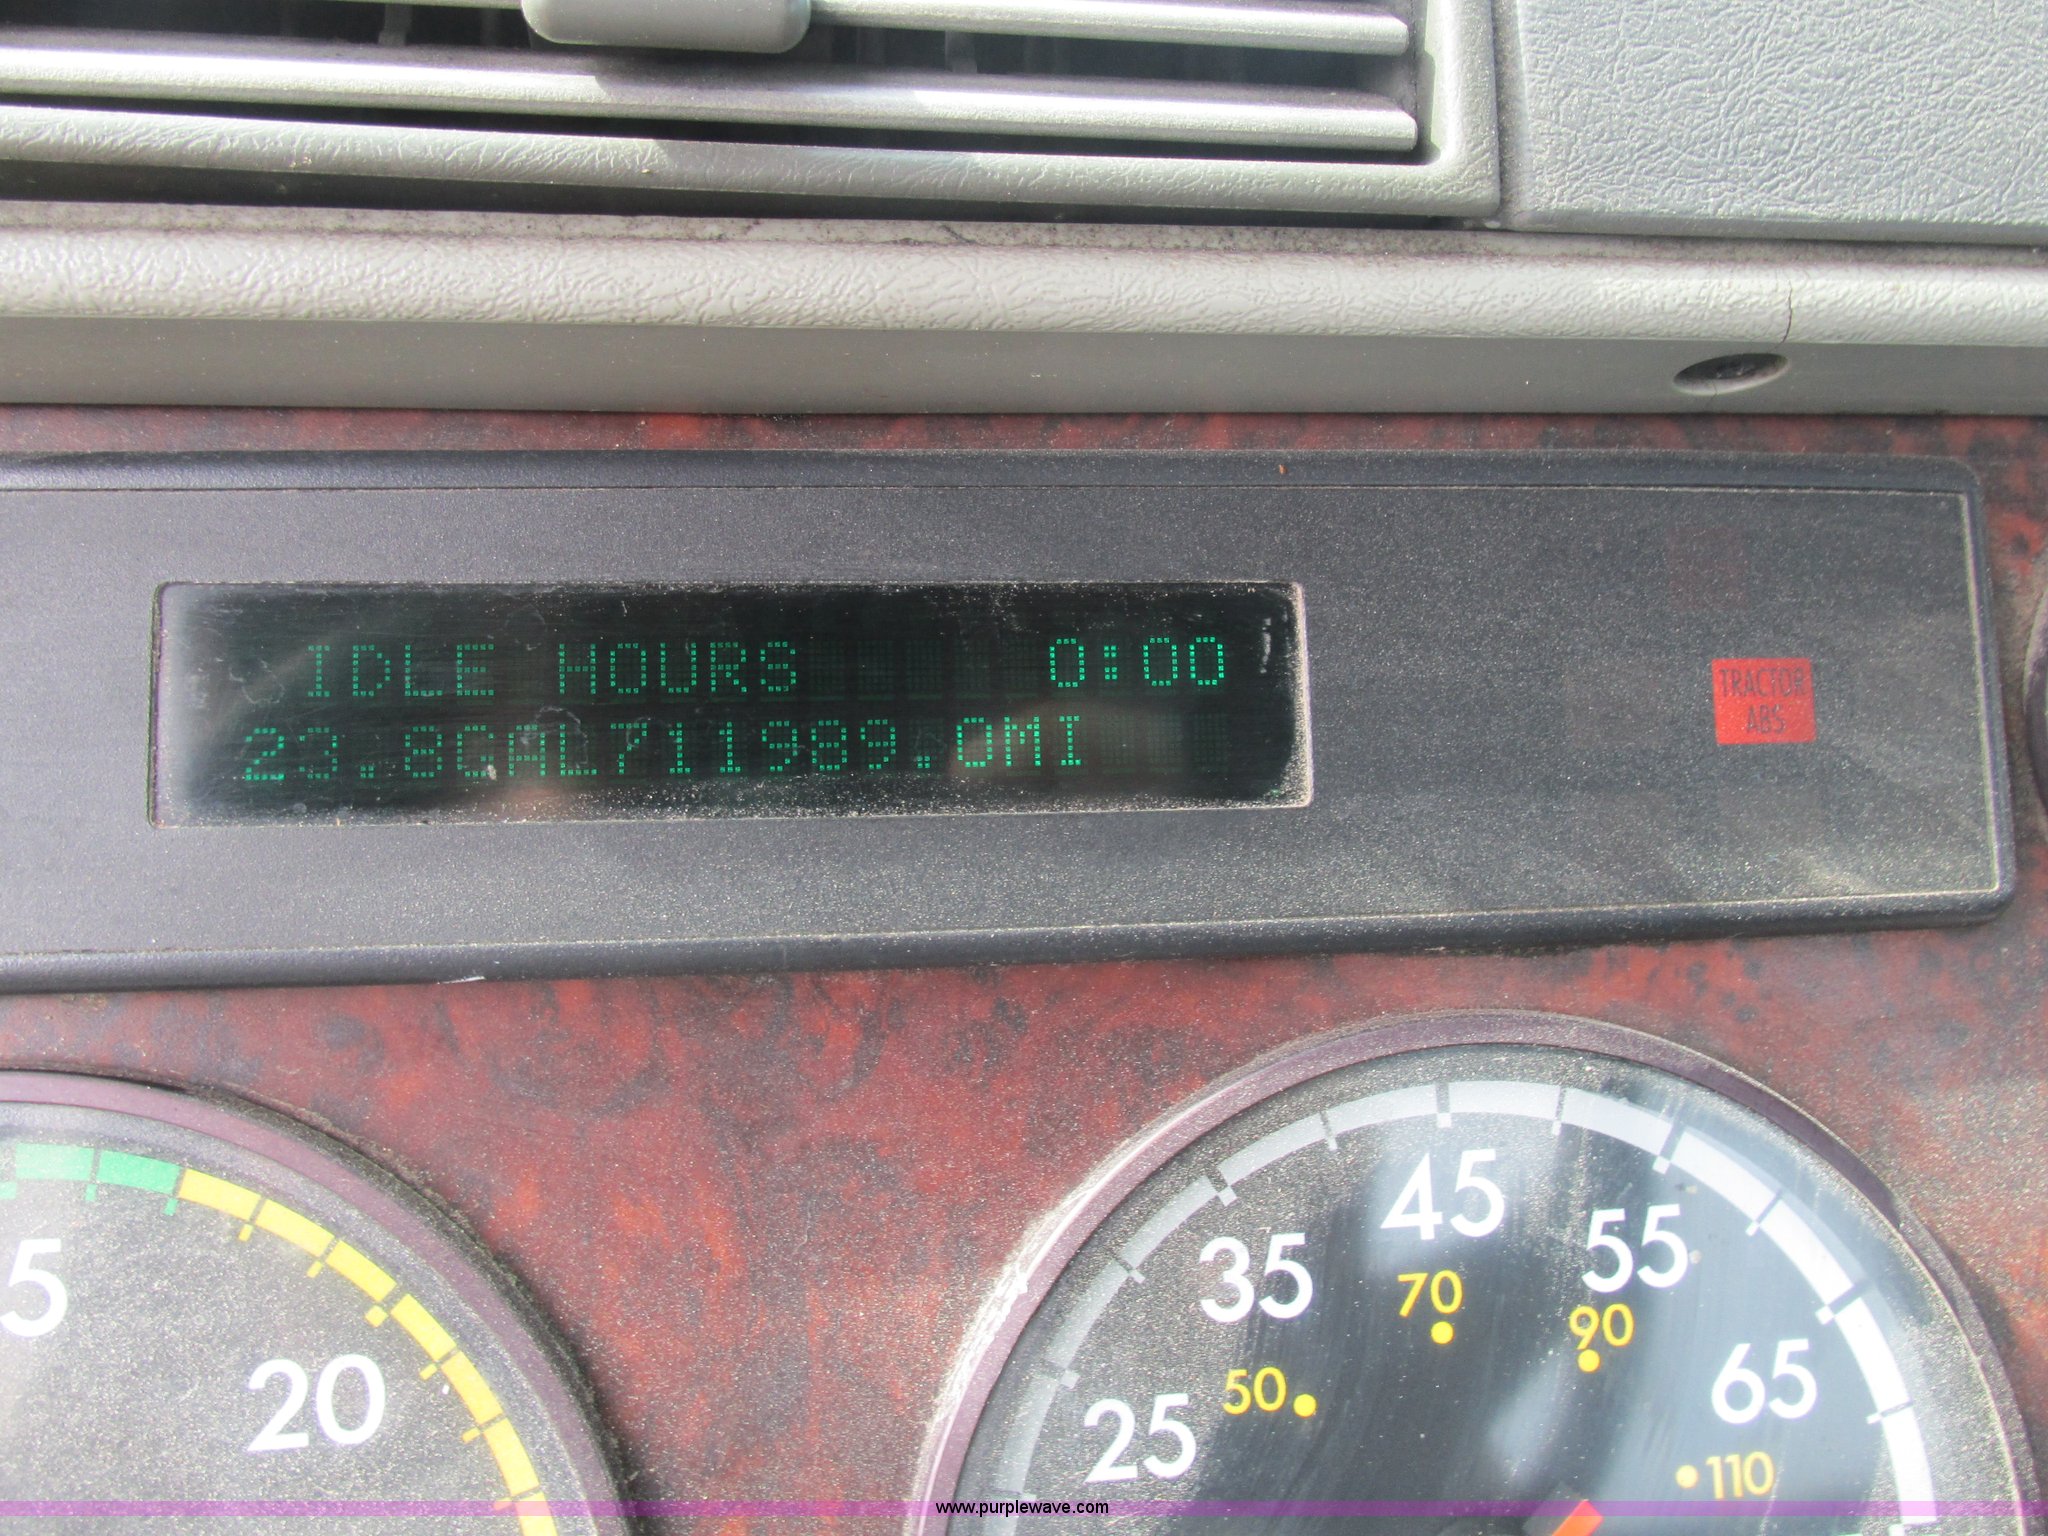 IDLE HOURS 0:00
23.8GAL711989.0MI
TRACTOR
ABS
5
20
25
35
45
55
65
50
70
90
110
www.purplewave.com